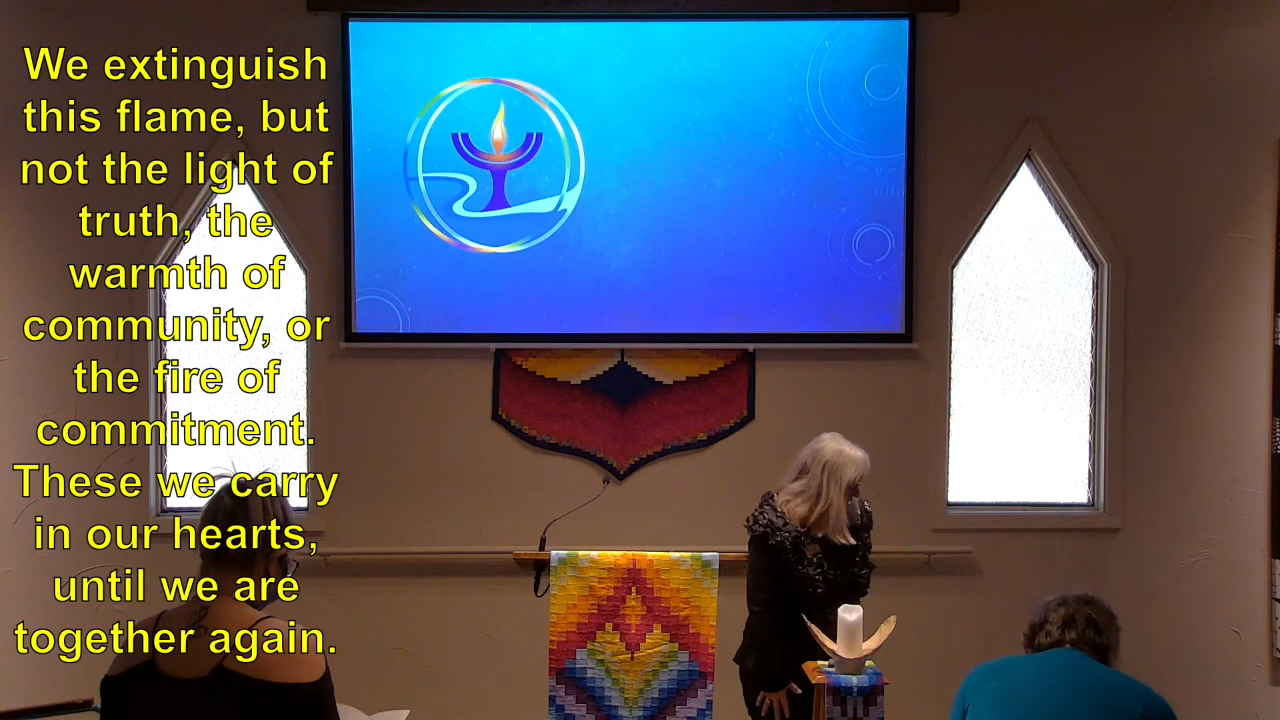 We extinguish
this flame, but
not the light of
truth, the
warmth of
community, or
the fire of
commitment.
These we carry
in our hearts,
until we are
together again.